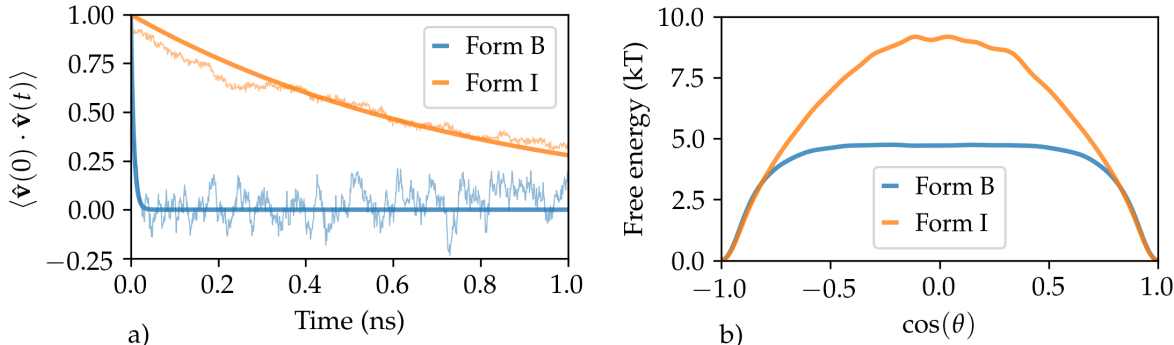 1.00
0.75
0.50
0.25
0.00
−0.25
⟨v̂(0) · v̂(t)⟩
Form B
Form I
0.0 0.2 0.4 0.6 0.8 1.0
Time (ns)
a)
10.0
7.5
5.0
2.5
0.0
Free energy (kT)
Form B
Form I
−1.0 −0.5 0.0 0.5 1.0
cos(θ)
b)